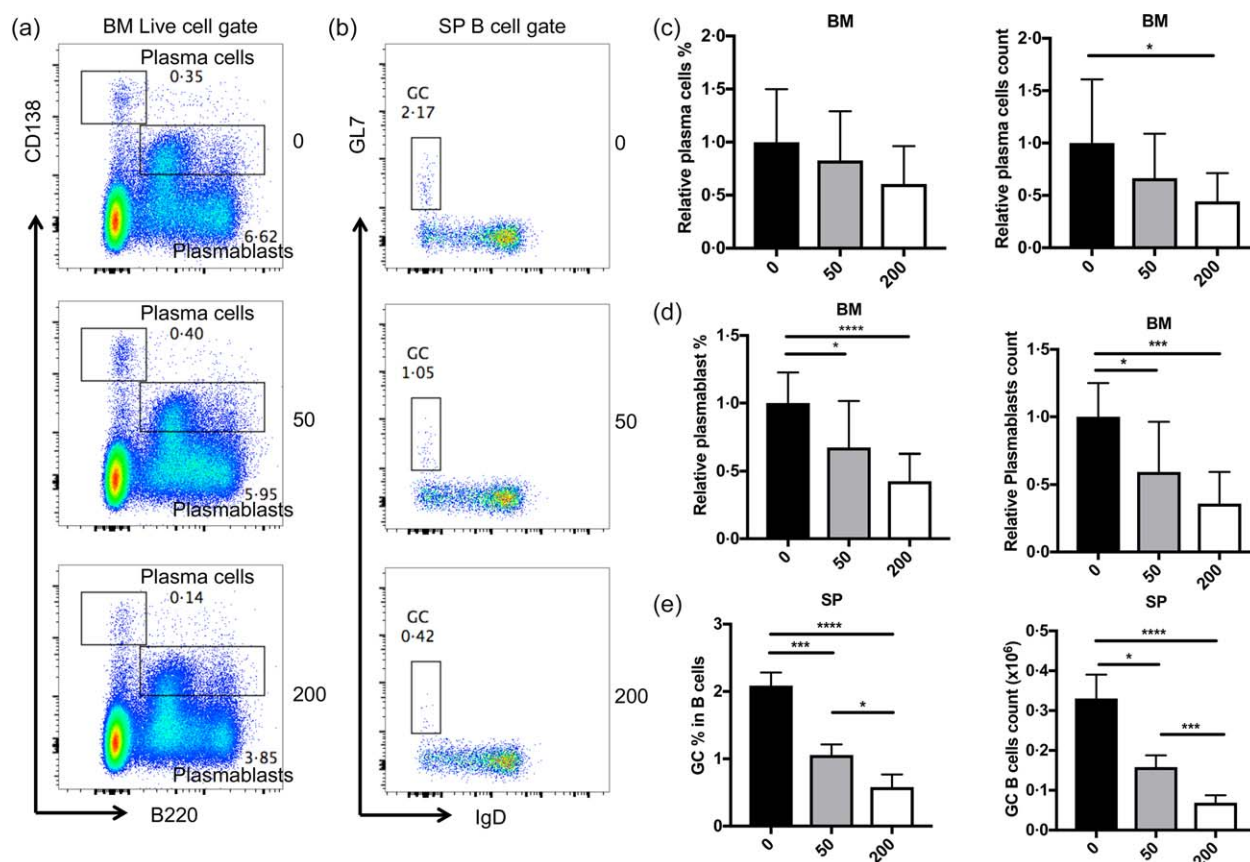 (a)
BM Live cell gate
CD138
Plasma cells
0·35
0
6·62
Plasmablasts
Plasma cells
0·40
50
5·95
Plasmablasts
Plasma cells
0·14
200
3·85
Plasmablasts
B220
(b)
SP B cell gate
GL7
GC
2·17
0
GC
1·05
50
GC
0·42
200
IgD
(c)
BM
Relative plasma cells %
2·0
1·5
1·0
0·5
0·0
0
50
200
BM
Relative plasma cells count
2·0
1·5
1·0
0·5
0·0
*
0
50
200
(d)
BM
Relative plasmablast %
1·5
1·0
0·5
0·0
****
*
0
50
200
BM
Relative Plasmablasts count
1·5
1·0
0·5
0·0
***
*
0
50
200
(e)
SP
GC % in B cells
3
2
1
0
****
***
*
0
50
200
SP
GC B cells count (x10⁶)
0·5
0·4
0·3
0·2
0·1
0·0
****
*
***
0
50
200